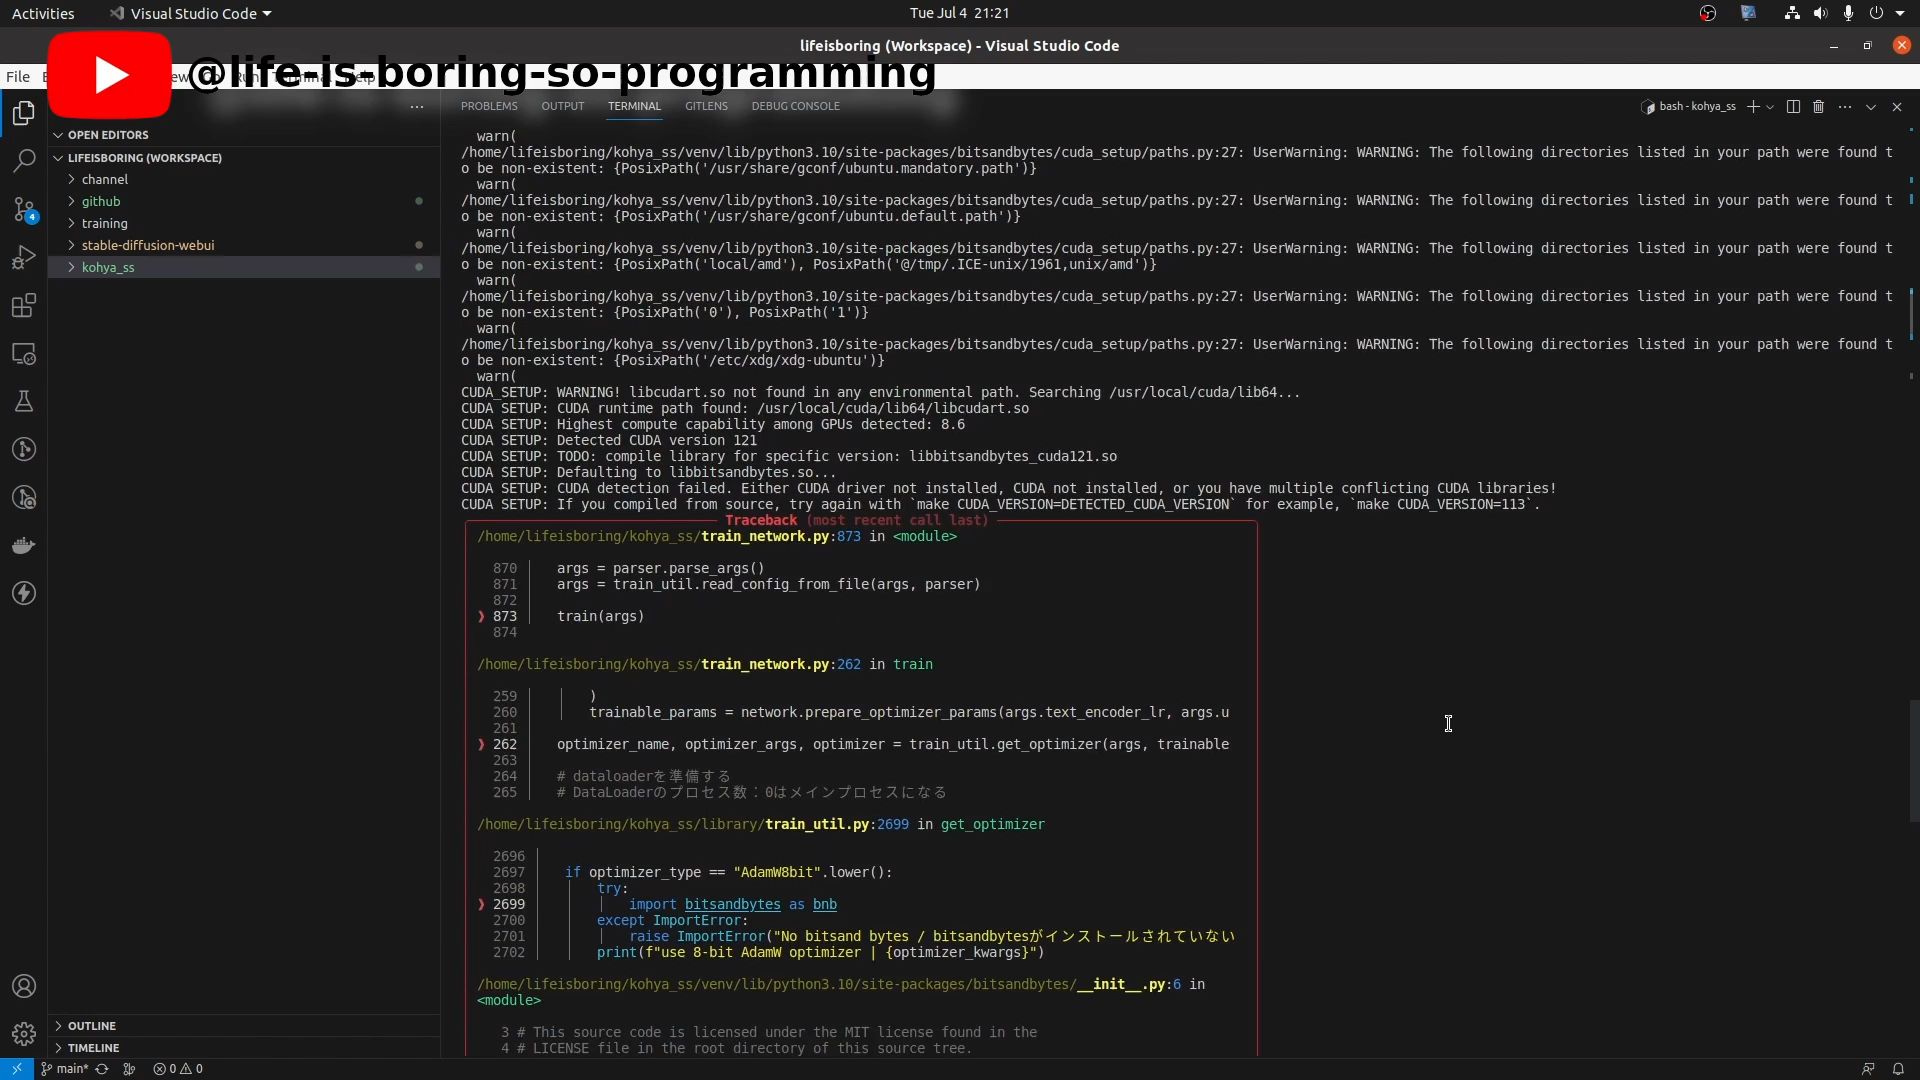 Activities
Visual Studio Code
Tue Jul 4 21:21
lifeisboring (Workspace) - Visual Studio Code
File
@life-is-boring-so-programming
PROBLEMS OUTPUT TERMINAL GITLENS DEBUG CONSOLE
bash - kohya_ss
OPEN EDITORS
LIFEISBORING (WORKSPACE)
channel
github
training
stable-diffusion-webui
kohya_ss
4
OUTLINE
TIMELINE
warn(
/home/lifeisboring/kohya_ss/venv/lib/python3.10/site-packages/bitsandbytes/cuda_setup/paths.py:27: UserWarning: WARNING: The following directories listed in your path were found t
o be non-existent: {PosixPath('/usr/share/gconf/ubuntu.mandatory.path')}
warn(
/home/lifeisboring/kohya_ss/venv/lib/python3.10/site-packages/bitsandbytes/cuda_setup/paths.py:27: UserWarning: WARNING: The following directories listed in your path were found t
o be non-existent: {PosixPath('/usr/share/gconf/ubuntu.default.path')}
warn(
/home/lifeisboring/kohya_ss/venv/lib/python3.10/site-packages/bitsandbytes/cuda_setup/paths.py:27: UserWarning: WARNING: The following directories listed in your path were found t
o be non-existent: {PosixPath('local/amd'), PosixPath('@/tmp/.ICE-unix/1961,unix/amd')}
warn(
/home/lifeisboring/kohya_ss/venv/lib/python3.10/site-packages/bitsandbytes/cuda_setup/paths.py:27: UserWarning: WARNING: The following directories listed in your path were found t
o be non-existent: {PosixPath('0'), PosixPath('1')}
warn(
/home/lifeisboring/kohya_ss/venv/lib/python3.10/site-packages/bitsandbytes/cuda_setup/paths.py:27: UserWarning: WARNING: The following directories listed in your path were found t
o be non-existent: {PosixPath('/etc/xdg/xdg-ubuntu')}
warn(
CUDA_SETUP: WARNING! libcudart.so not found in any environmental path. Searching /usr/local/cuda/lib64...
CUDA SETUP: CUDA runtime path found: /usr/local/cuda/lib64/libcudart.so
CUDA SETUP: Highest compute capability among GPUs detected: 8.6
CUDA SETUP: Detected CUDA version 121
CUDA SETUP: TODO: compile library for specific version: libbitsandbytes_cuda121.so
CUDA SETUP: Defaulting to libbitsandbytes.so...
CUDA SETUP: CUDA detection failed. Either CUDA driver not installed, CUDA not installed, or you have multiple conflicting CUDA libraries!
CUDA SETUP: If you compiled from source, try again with `make CUDA_VERSION=DETECTED_CUDA_VERSION` for example, `make CUDA_VERSION=113`.
Traceback (most recent call last)
/home/lifeisboring/kohya_ss/train_network.py:873 in <module>
870 args = parser.parse_args()
871 args = train_util.read_config_from_file(args, parser)
872
❱ 873 train(args)
874
/home/lifeisboring/kohya_ss/train_network.py:262 in train
259 )
260 trainable_params = network.prepare_optimizer_params(args.text_encoder_lr, args.u
261
❱ 262 optimizer_name, optimizer_args, optimizer = train_util.get_optimizer(args, trainable
263
264 # dataloaderを準備する
265 # DataLoaderのプロセス数：0はメインプロセスになる
/home/lifeisboring/kohya_ss/library/train_util.py:2699 in get_optimizer
2696
2697 if optimizer_type == "AdamW8bit".lower():
2698 try:
❱ 2699 import bitsandbytes as bnb
2700 except ImportError:
2701 raise ImportError("No bitsand bytes / bitsandbytesがインストールされていない
2702 print(f"use 8-bit AdamW optimizer | {optimizer_kwargs}")
/home/lifeisboring/kohya_ss/venv/lib/python3.10/site-packages/bitsandbytes/__init__.py:6 in
<module>
3 # This source code is licensed under the MIT license found in the
4 # LICENSE file in the root directory of this source tree.
main* 0 0